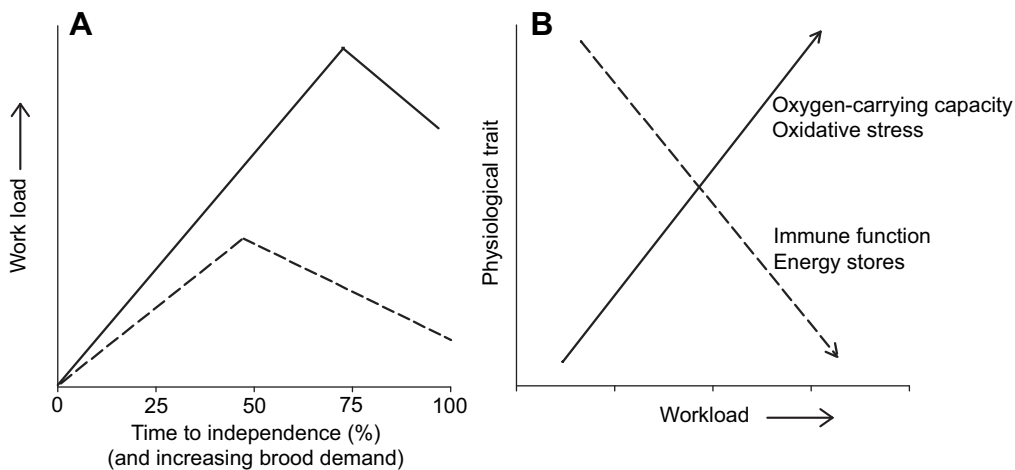 A
Work load
0
25
50
75
100
Time to independence (%)
(and increasing brood demand)
B
Physiological trait
Oxygen-carrying capacity
Oxidative stress
Immune function
Energy stores
Workload